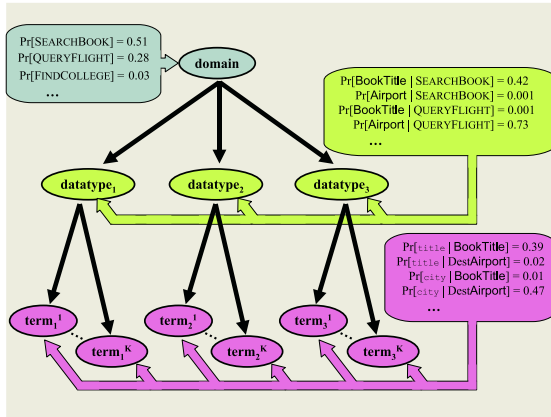 Pr[SEARCHBOOK] = 0.51
Pr[QUERYFLIGHT] = 0.28
Pr[FINDCOLLEGE] = 0.03
...
domain
Pr[BookTitle | SEARCHBOOK] = 0.42
Pr[Airport | SEARCHBOOK] = 0.001
Pr[BookTitle | QUERYFLIGHT] = 0.001
Pr[Airport | QUERYFLIGHT] = 0.73
...
datatype₁ datatype₂ datatype₃
Pr[title | BookTitle] = 0.39
Pr[title | DestAirport] = 0.02
Pr[city | BookTitle] = 0.01
Pr[city | DestAirport] = 0.47
...
term₁¹ term₂¹ term₃¹
term₁ᴷ term₂ᴷ term₃ᴷ